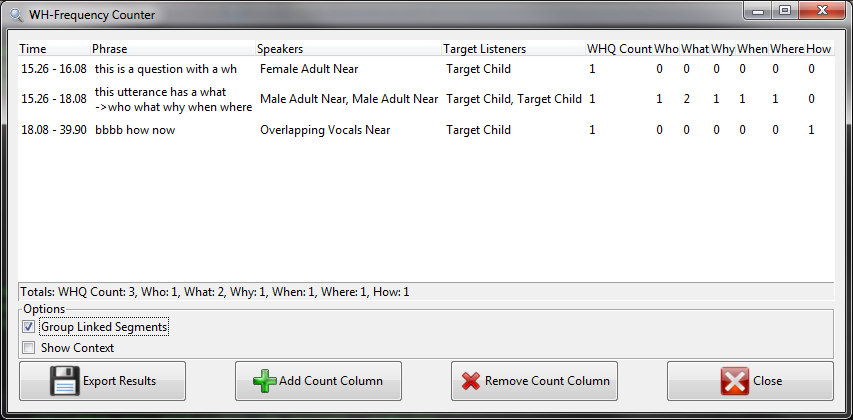 WH-Frequency Counter
Time Phrase Speakers Target Listeners WHQ Count Who What Why When Where How
15.26 - 16.08 this is a question with a wh Female Adult Near Target Child 1 0 0 0 0 0 0
15.26 - 18.08 this utterance has a what
->who what why when where Male Adult Near, Male Adult Near Target Child, Target Child 1 1 2 1 1 1 0
18.08 - 39.90 bbbb how now Overlapping Vocals Near Target Child 1 0 0 0 0 0 1
Totals: WHQ Count: 3, Who: 1, What: 2, Why: 1, When: 1, Where: 1, How: 1
Options
Group Linked Segments
Show Context
Export Results Add Count Column Remove Count Column Close